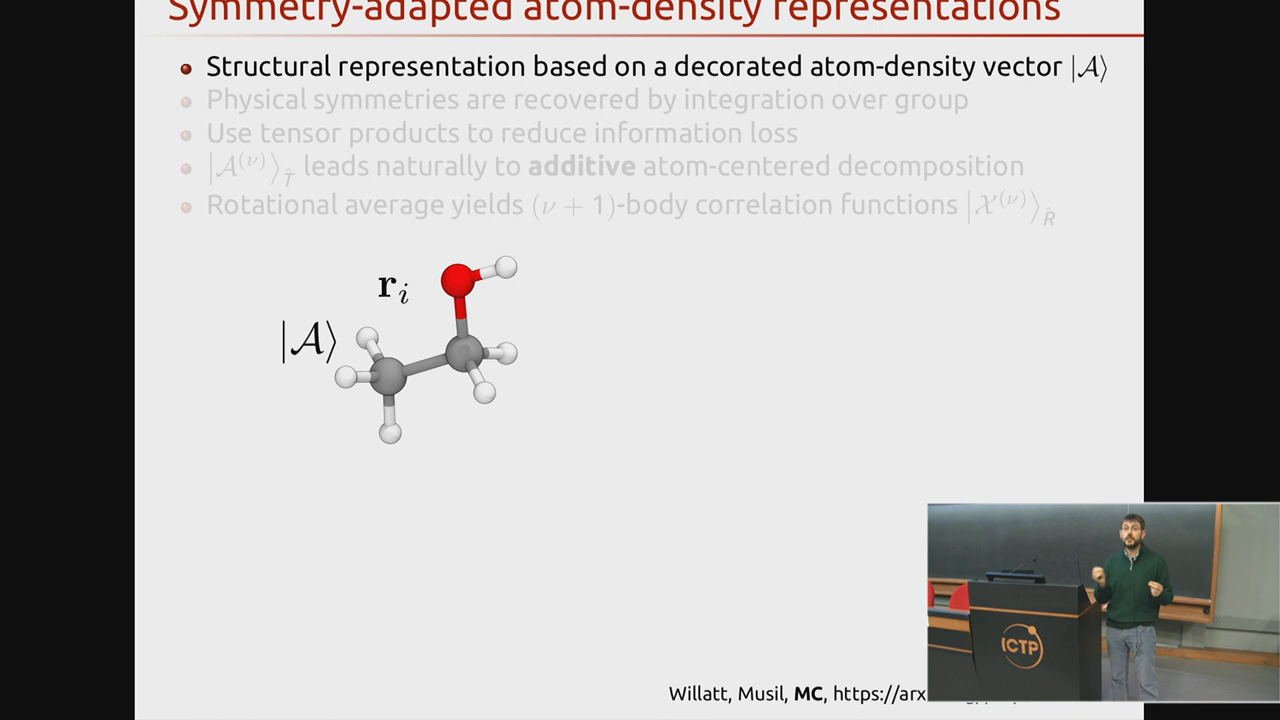 Symmetry-adapted atom-density representations
Structural representation based on a decorated atom-density vector |𝒜⟩
Physical symmetries are recovered by integration over group
Use tensor products to reduce information loss
|𝒜^(ν)⟩_T̂ leads naturally to additive atom-centered decomposition
Rotational average yields (ν + 1)-body correlation functions |𝒳^(ν)⟩_R̂
r_i
|𝒜⟩
ICTP
Willatt, Musil, MC, https://arx